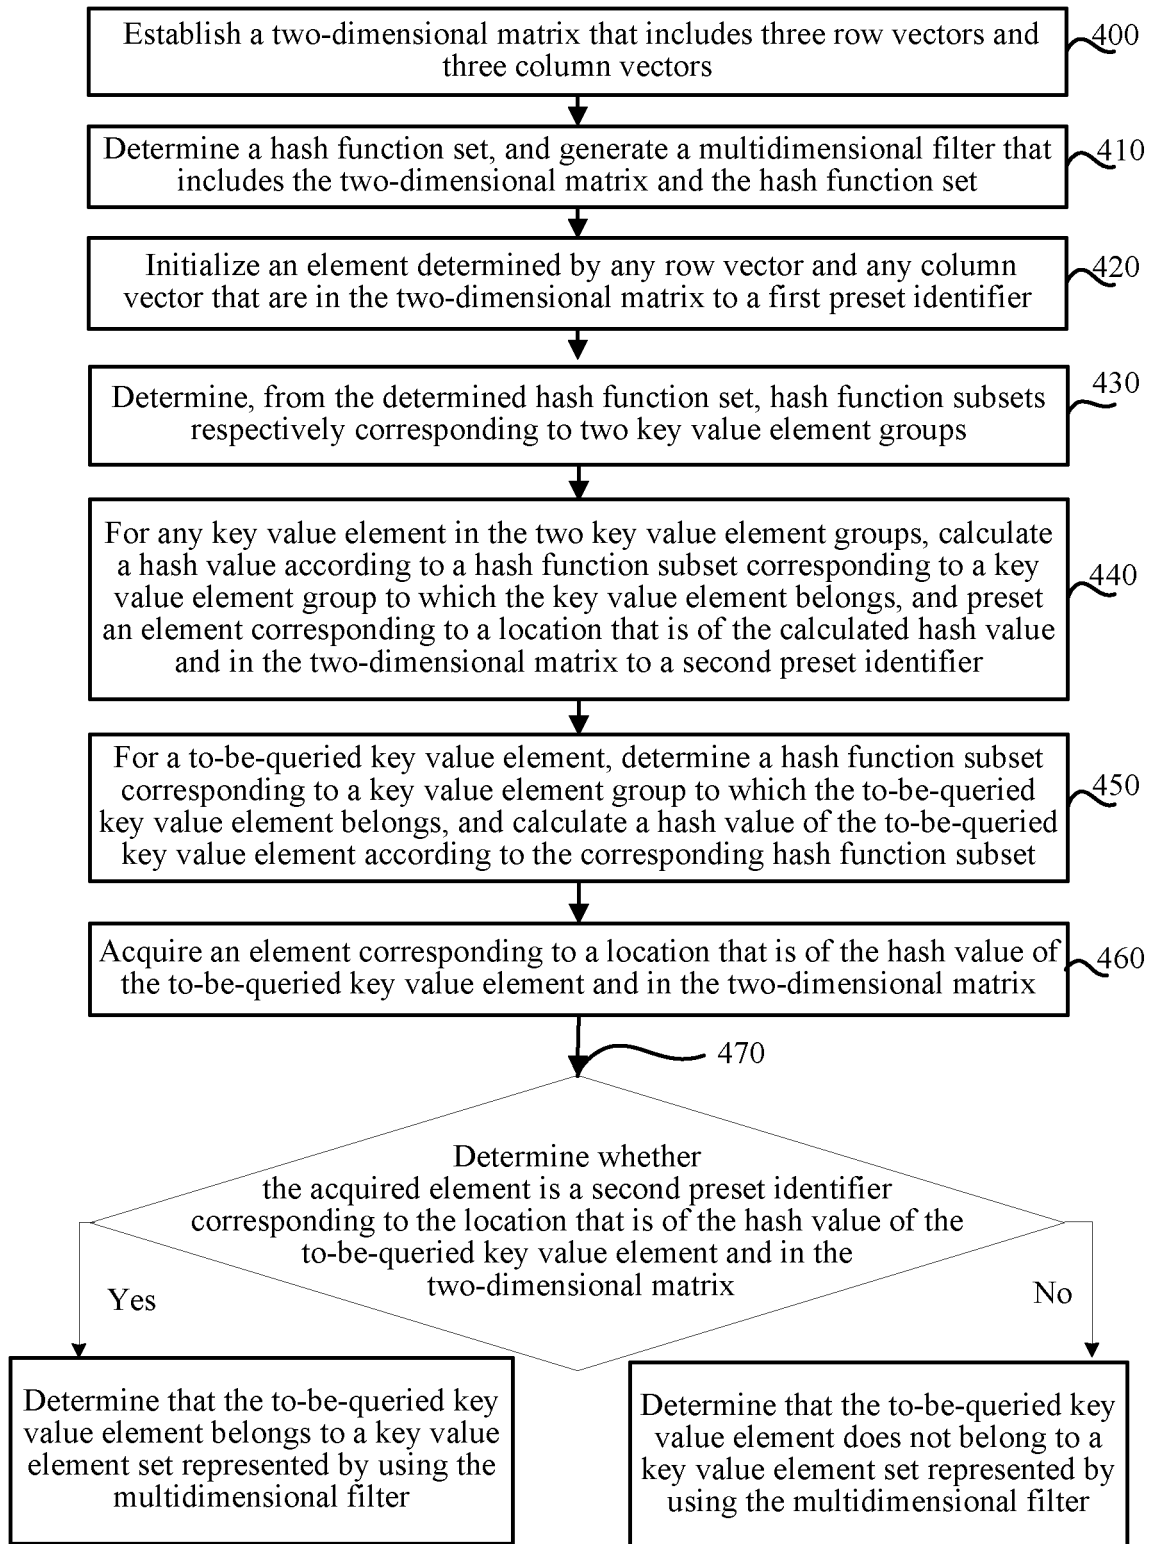 Establish a two-dimensional matrix that includes three row vectors and
three column vectors
400
Determine a hash function set, and generate a multidimensional filter that
includes the two-dimensional matrix and the hash function set
410
Initialize an element determined by any row vector and any column
vector that are in the two-dimensional matrix to a first preset identifier
420
Determine, from the determined hash function set, hash function subsets
respectively corresponding to two key value element groups
430
For any key value element in the two key value element groups, calculate
a hash value according to a hash function subset corresponding to a key
value element group to which the key value element belongs, and preset
an element corresponding to a location that is of the calculated hash value
and in the two-dimensional matrix to a second preset identifier
440
For a to-be-queried key value element, determine a hash function subset
corresponding to a key value element group to which the to-be-queried
key value element belongs, and calculate a hash value of the to-be-queried
key value element according to the corresponding hash function subset
450
Acquire an element corresponding to a location that is of the hash value of
the to-be-queried key value element and in the two-dimensional matrix
460
470
Determine whether
the acquired element is a second preset identifier
corresponding to the location that is of the hash value of the
to-be-queried key value element and in the
two-dimensional matrix
Yes
No
Determine that the to-be-queried key
value element belongs to a key value
element set represented by using the
multidimensional filter
Determine that the to-be-queried key
value element does not belong to a
key value element set represented by
using the multidimensional filter